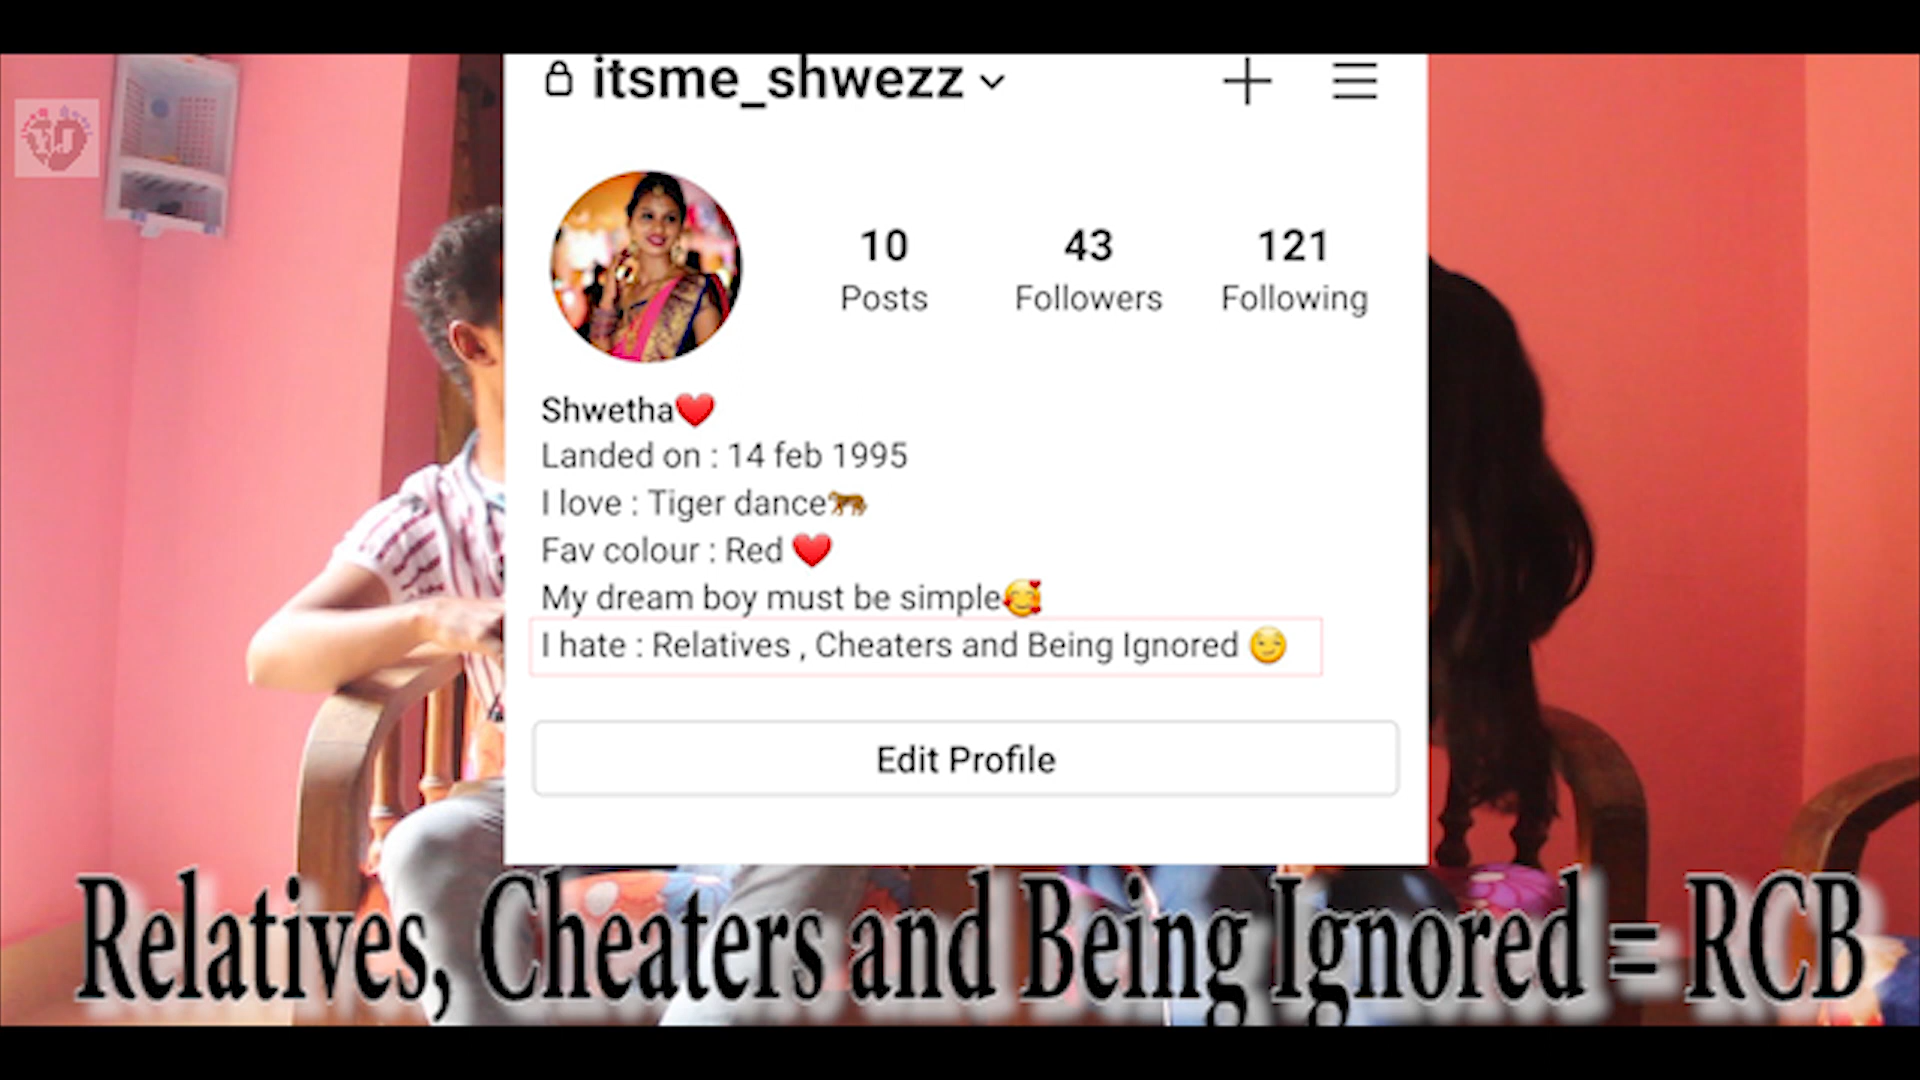 itsme_shwezz
10 43 121
Posts Followers Following
Shwetha❤️
Landed on : 14 feb 1995
I love : Tiger dance🐅
Fav colour : Red ❤️
My dream boy must be simple🥰
I hate : Relatives , Cheaters and Being Ignored 😏
Edit Profile
Relatives, Cheaters and Being Ignored = RCB